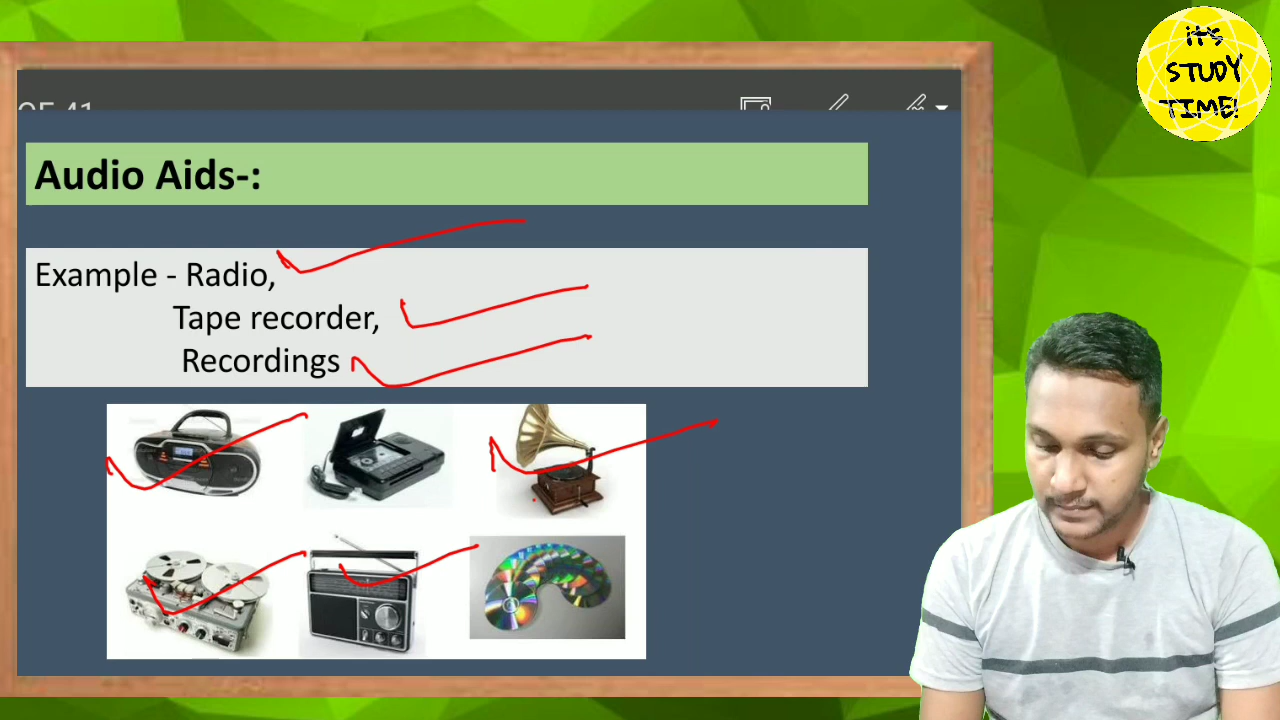 iT'S
STUDY
TIME!
Audio Aids-:
Example - Radio,
Tape recorder,
Recordings